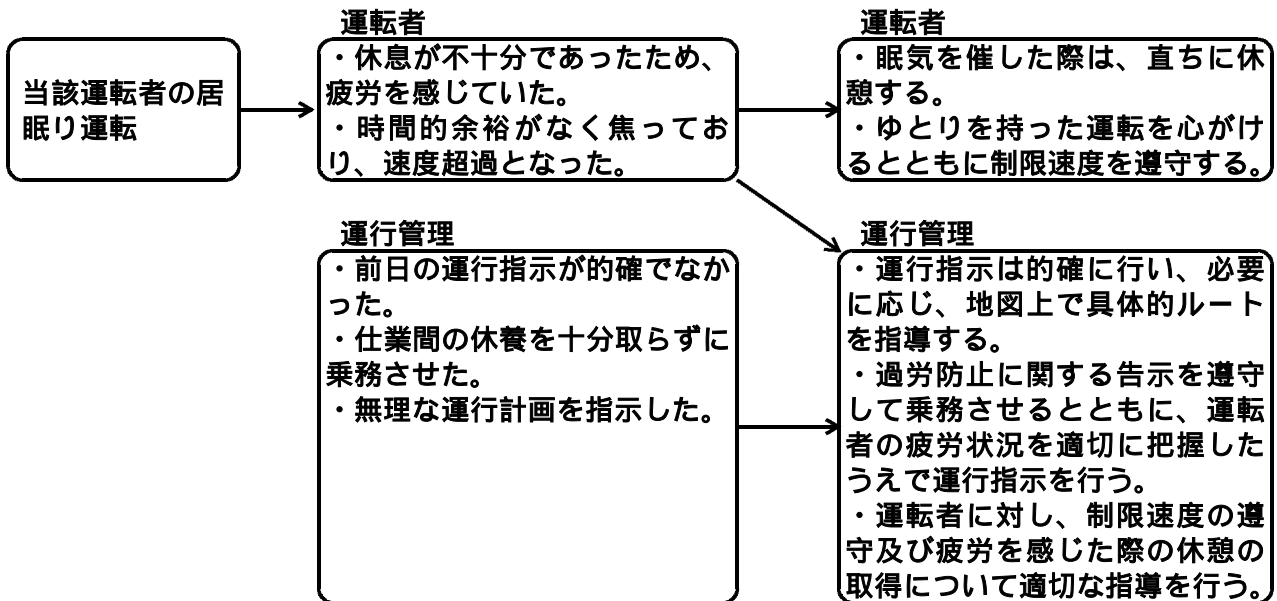 当該運転者の居
眠り運転
運転者
・休息が不十分であったため、
疲労を感じていた。
・時間的余裕がなく焦ってお
り、速度超過となった。
運転者
・眠気を催した際は、直ちに休
憩する。
・ゆとりを持った運転を心がけ
るとともに制限速度を遵守する。
運行管理
・前日の運行指示が的確でなか
った。
・仕業間の休養を十分取らずに
乗務させた。
・無理な運行計画を指示した。
運行管理
・運行指示は的確に行い、必要
に応じ、地図上で具体的ルート
を指導する。
・過労防止に関する告示を遵守
して乗務させるとともに、運転
者の疲労状況を適切に把握した
うえで運行指示を行う。
・運転者に対し、制限速度の遵
守及び疲労を感じた際の休憩の
取得について適切な指導を行う。